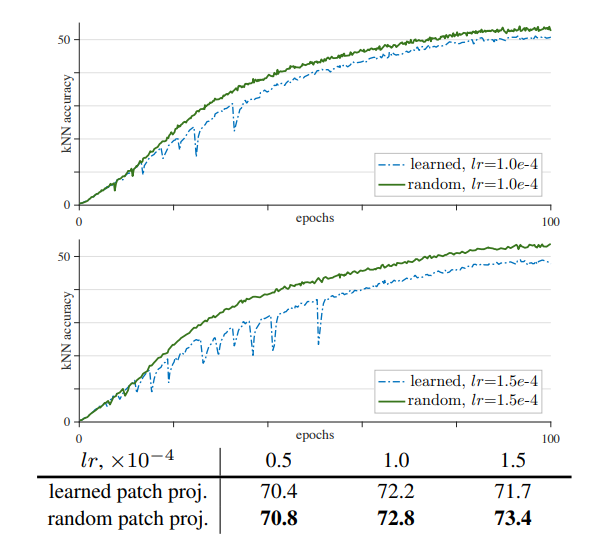 50
kNN accuracy
learned, lr=1.0e-4
random, lr=1.0e-4
0
0 epochs 100
50
kNN accuracy
learned, lr=1.5e-4
random, lr=1.5e-4
0
0 epochs 100
lr, ×10⁻⁴ 0.5 1.0 1.5
learned patch proj. 70.4 72.2 71.7
random patch proj. 70.8 72.8 73.4